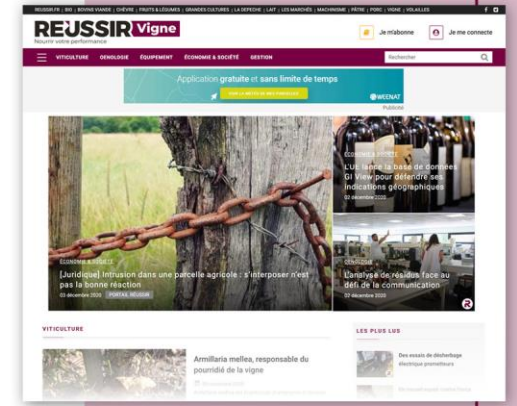 REUSSIR.FR | BIO | BOVINS VIANDE | CHÈVRE | FRUITS & LÉGUMES | GRANDES CULTURES | LA DEPECHE | LAIT | LES MARCHÉS | MACHINISME | PÂTRE | PORC | VIGNE | VOLAILLES
RÉUSSIR Vigne
Nourrir votre performance
Je m'abonne
Je me connecte
VITICULTURE OENOLOGIE ÉQUIPEMENT ÉCONOMIE & SOCIÉTÉ GESTION
Rechercher
Application gratuite et sans limite de temps
WEENAT
Publicité
ÉCONOMIE & SOCIÉTÉ
[Juridique] Intrusion dans une parcelle agricole : s'interposer n'est
pas la bonne réaction
03 décembre 2020 PORTAIL RÉUSSIR
ÉCONOMIE & SOCIÉTÉ
L'UE lance la base de données
GI View pour défendre ses
indications géographiques
02 décembre 2020
OENOLOGIE
L'analyse de résidus face au
défi de la communication
02 décembre 2020
VITICULTURE
Armillaria mellea, responsable du
pourridié de la vigne
LES PLUS LUS
Des essais de désherbage
électrique prometteurs